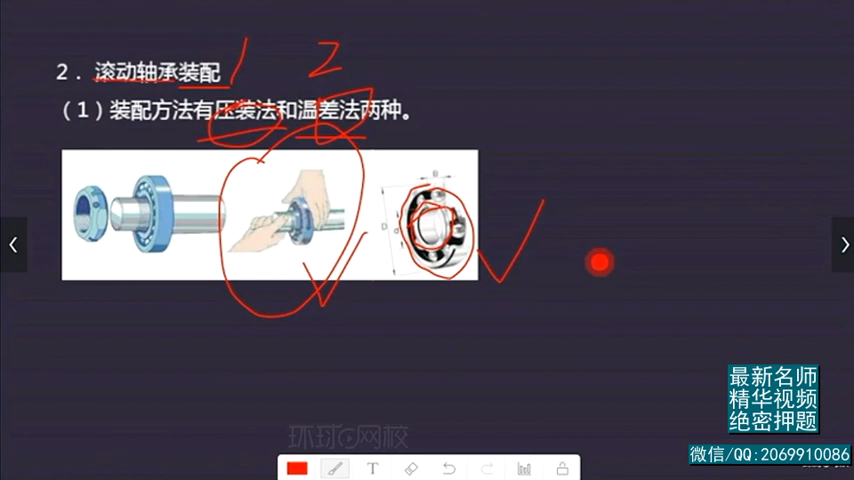 1 2
2．滚动轴承装配
（1）装配方法有压装法和温差法两种。
B
D
d
环球网校
最新名师
精华视频
绝密押题
微信/QQ:2069910086
T